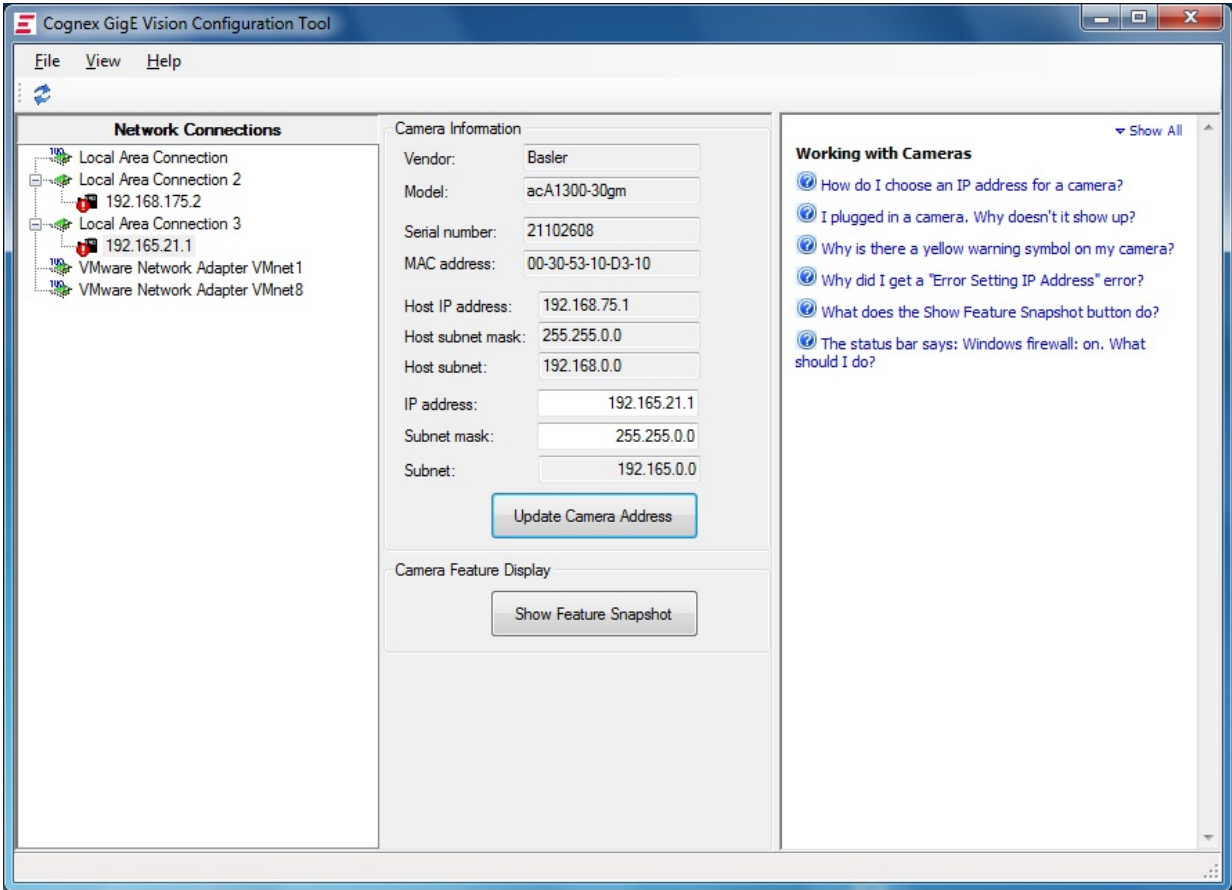 Cognex GigE Vision Configuration Tool
File View Help
Network Connections
Local Area Connection
Local Area Connection 2
192.168.175.2
Local Area Connection 3
192.165.21.1
VMware Network Adapter VMnet1
VMware Network Adapter VMnet8
Camera Information
Vendor: Basler
Model: acA1300-30gm
Serial number: 21102608
MAC address: 00-30-53-10-D3-10
Host IP address: 192.168.75.1
Host subnet mask: 255.255.0.0
Host subnet: 192.168.0.0
IP address: 192.165.21.1
Subnet mask: 255.255.0.0
Subnet: 192.165.0.0
Update Camera Address
Camera Feature Display
Show Feature Snapshot
Show All
Working with Cameras
How do I choose an IP address for a camera?
I plugged in a camera. Why doesn't it show up?
Why is there a yellow warning symbol on my camera?
Why did I get a "Error Setting IP Address" error?
What does the Show Feature Snapshot button do?
The status bar says: Windows firewall: on. What
should I do?